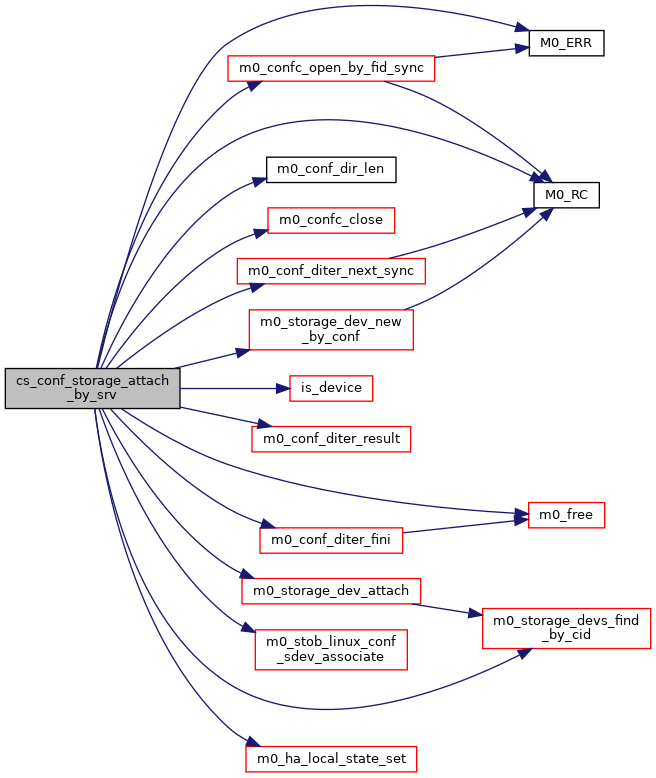 M0_ERR
m0_confc_open_by_fid_sync
m0_conf_dir_len
M0_RC
m0_confc_close
m0_conf_diter_next_sync
m0_storage_dev_new
_by_conf
cs_conf_storage_attach
_by_srv
is_device
m0_conf_diter_result
m0_free
m0_conf_diter_fini
m0_storage_dev_attach
m0_storage_devs_find
_by_cid
m0_stob_linux_conf
_sdev_associate
m0_ha_local_state_set